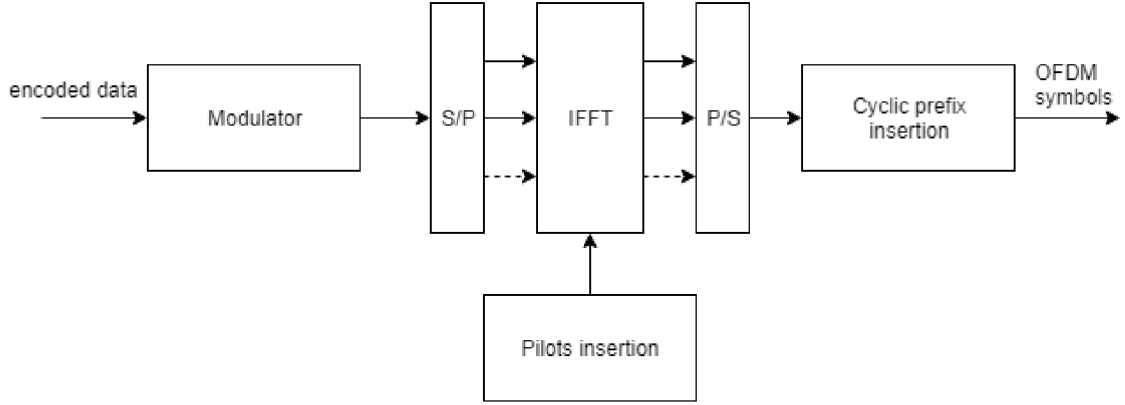 encoded data
Modulator
S/P
IFFT
P/S
Cyclic prefix
insertion
OFDM
symbols
Pilots insertion